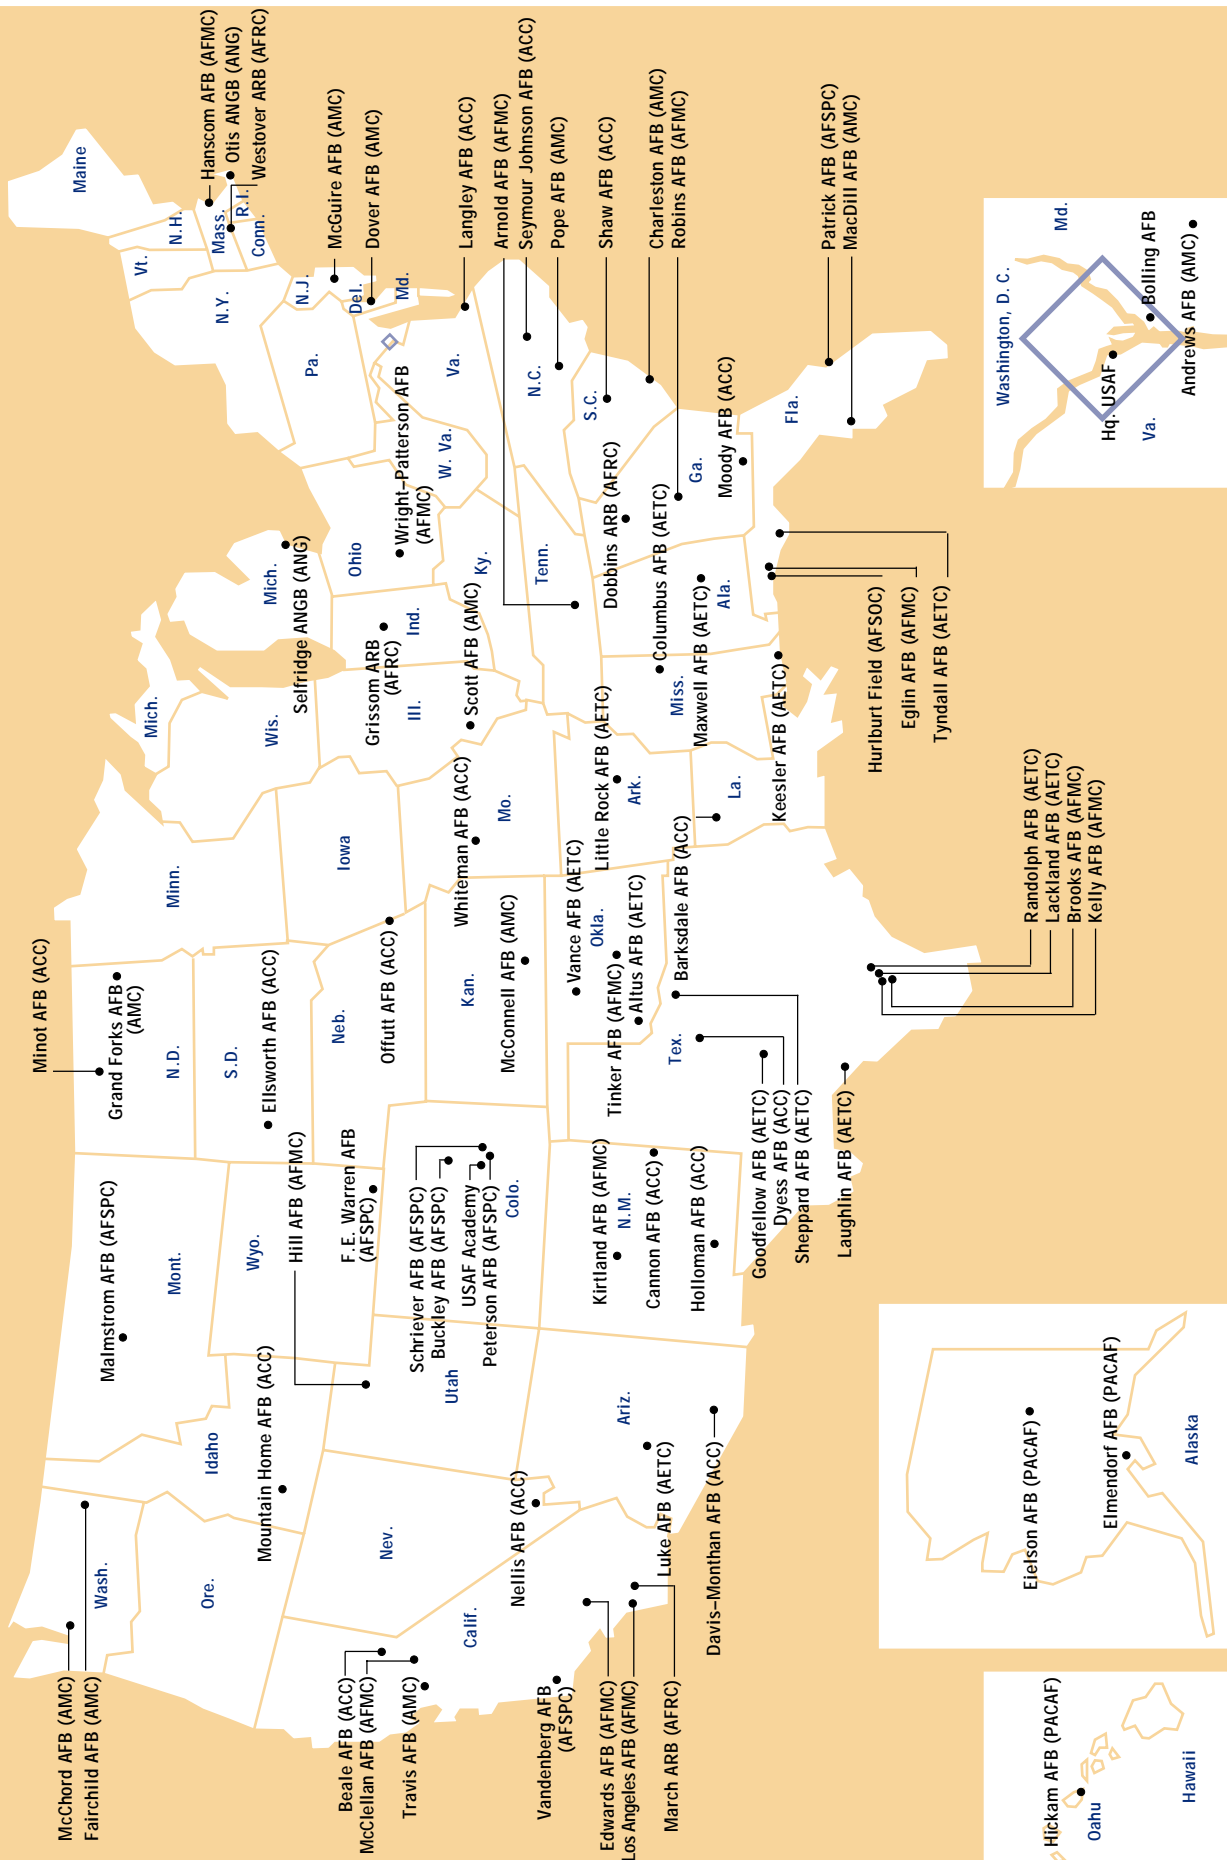 McChord AFB (AMC)
Fairchild AFB (AMC)
Wash.
Ore.
Idaho
Mountain Home AFB (ACC)
Malmstrom AFB (AFSPC)
Mont.
Wyo.
Hill AFB (AFMC)
F.E. Warren AFB
(AFSPC)
Minot AFB (ACC)
Grand Forks AFB
(AMC)
N.D.
S.D.
Ellsworth AFB (ACC)
Neb.
Offutt AFB (ACC)
Minn.
Iowa
Wis.
Mich.
Mich.
Selfridge ANGB (ANG)
Beale AFB (ACC)
McClellan AFB (AFMC)
Travis AFB (AMC)
Vandenberg AFB
(AFSPC)
Edwards AFB (AFMC)
Los Angeles AFB (AFMC)
March ARB (AFRC)
Calif.
Nev.
Nellis AFB (ACC)
Utah
Ariz.
Luke AFB (AETC)
Davis-Monthan AFB (ACC)
Schriever AFB (AFSPC)
Buckley AFB (AFSPC)
USAF Academy
Peterson AFB (AFSPC)
Colo.
Kirtland AFB (AFMC)
N.M.
Cannon AFB (ACC)
Holloman AFB (ACC)
Kan.
McConnell AFB (AMC)
Vance AFB (AETC)
Okla.
Tinker AFB (AFMC)
Altus AFB (AETC)
Tex.
Goodfellow AFB (AETC)
Dyess AFB (ACC)
Sheppard AFB (AETC)
Laughlin AFB (AETC)
Randolph AFB (AETC)
Lackland AFB (AETC)
Brooks AFB (AFMC)
Kelly AFB (AFMC)
Whiteman AFB (ACC)
Mo.
Little Rock AFB (AETC)
Ark.
Barksdale AFB (ACC)
La.
Grissom ARB
(AFRC)
Ill.
Ind.
Scott AFB (AMC)
Ohio
Wright-Patterson AFB
(AFMC)
Ky.
Tenn.
Dobbins ARB (AFRC)
Columbus AFB (AETC)
Miss.
Maxwell AFB (AETC)
Ala.
Keesler AFB (AETC)
Hurlburt Field (AFSOC)
Eglin AFB (AFMC)
Tyndall AFB (AETC)
Ga.
Moody AFB (ACC)
Fla.
Maine
N.H.
Vt.
Mass.
R.I.
Conn.
N.Y.
N.J.
Pa.
Del.
Md.
Va.
W. Va.
N.C.
S.C.
Hanscom AFB (AFMC)
Otis ANGB (ANG)
Westover ARB (AFRC)
McGuire AFB (AMC)
Dover AFB (AMC)
Langley AFB (ACC)
Arnold AFB (AFMC)
Seymour Johnson AFB (ACC)
Pope AFB (AMC)
Shaw AFB (ACC)
Charleston AFB (AMC)
Robins AFB (AFMC)
Patrick AFB (AFSPC)
MacDill AFB (AMC)
Hickam AFB (PACAF)
Oahu
Hawaii
Eielson AFB (PACAF)
Elmendorf AFB (PACAF)
Alaska
Washington, D. C.
Md.
Hq. USAF
Bolling AFB
Va.
Andrews AFB (AMC)